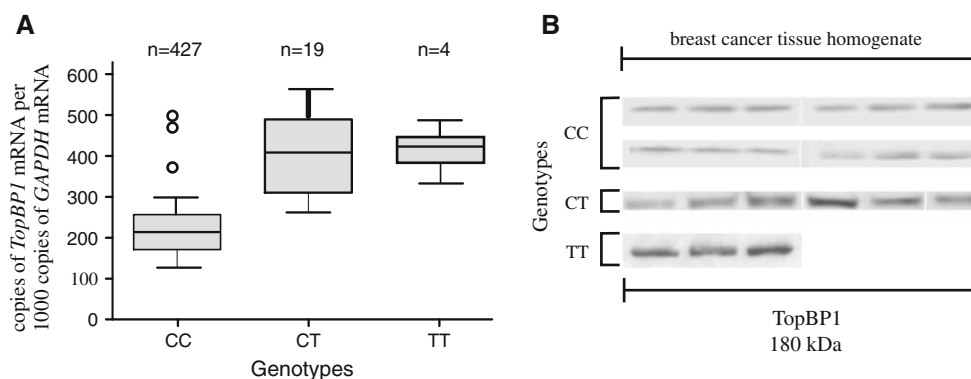 A
n=427 n=19 n=4
copies of TopBP1 mRNA per
1000 copies of GAPDH mRNA
600
500
400
300
200
100
0
CC CT TT
Genotypes
B
breast cancer tissue homogenate
Genotypes
CC
CT
TT
TopBP1
180 kDa